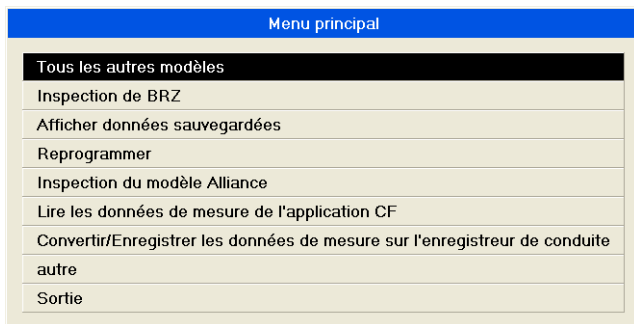 Menu principal
Tous les autres modèles
Inspection de BRZ
Afficher données sauvegardées
Reprogrammer
Inspection du modèle Alliance
Lire les données de mesure de l'application CF
Convertir/Enregistrer les données de mesure sur l'enregistreur de conduite
autre
Sortie